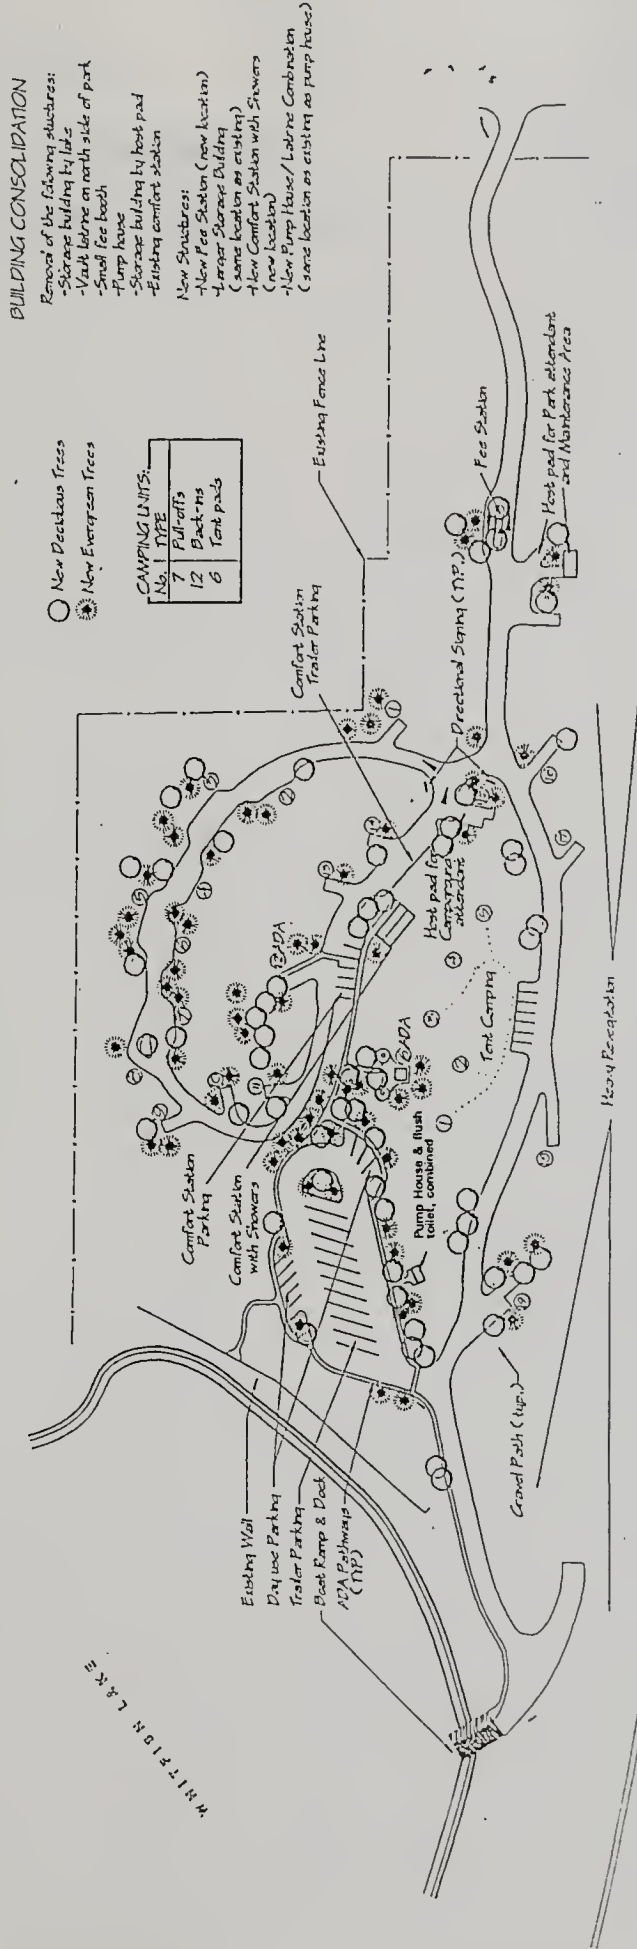 BUILDING CONSOLIDATION
Removal of the following structures:
-Storage building by lake
-Vault latrine on north side of park
-Small fee booth
-Pump house
-Storage building by host pad
-Existing comfort station
New Structures:
-New Fee Station (new location)
-Larger Storage Building
(same location as existing)
-New Comfort Station with Showers
(new location)
-New Pump House/Latrine Combination
(same location as existing as pump house)
New Deciduous Trees
New Evergreen Trees
CAMPING UNITS:
No. TYPE
7 Pull-offs
12 Back-ins
6 Tent pads
Existing Fence Line
Comfort Station
Trailer Parking
Fee Station
Host pad for Park attendant
and Maintenance Area
Directional Signing (TYP.)
Host pad for
Campground
attendant
ADA
ADA
Tent Camping
Comfort Station
Parking
Comfort Station
with Showers
Pump House & flush
toilet, combined
Heavy Revegetation
Existing Wall
Day use Parking
Trailer Parking
Boat Ramp & Dock
ADA Pathways
(TYP)
Gravel Path (typ.)
WHITEFISH LAKE